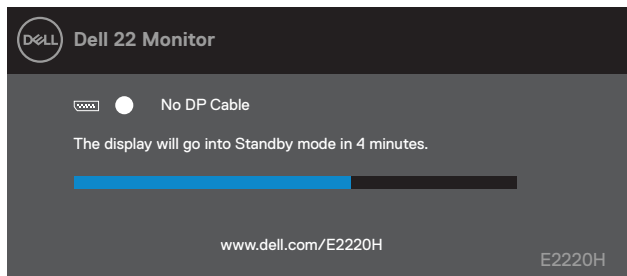 DELL
Dell 22 Monitor
No DP Cable
The display will go into Standby mode in 4 minutes.
www.dell.com/E2220H
E2220H